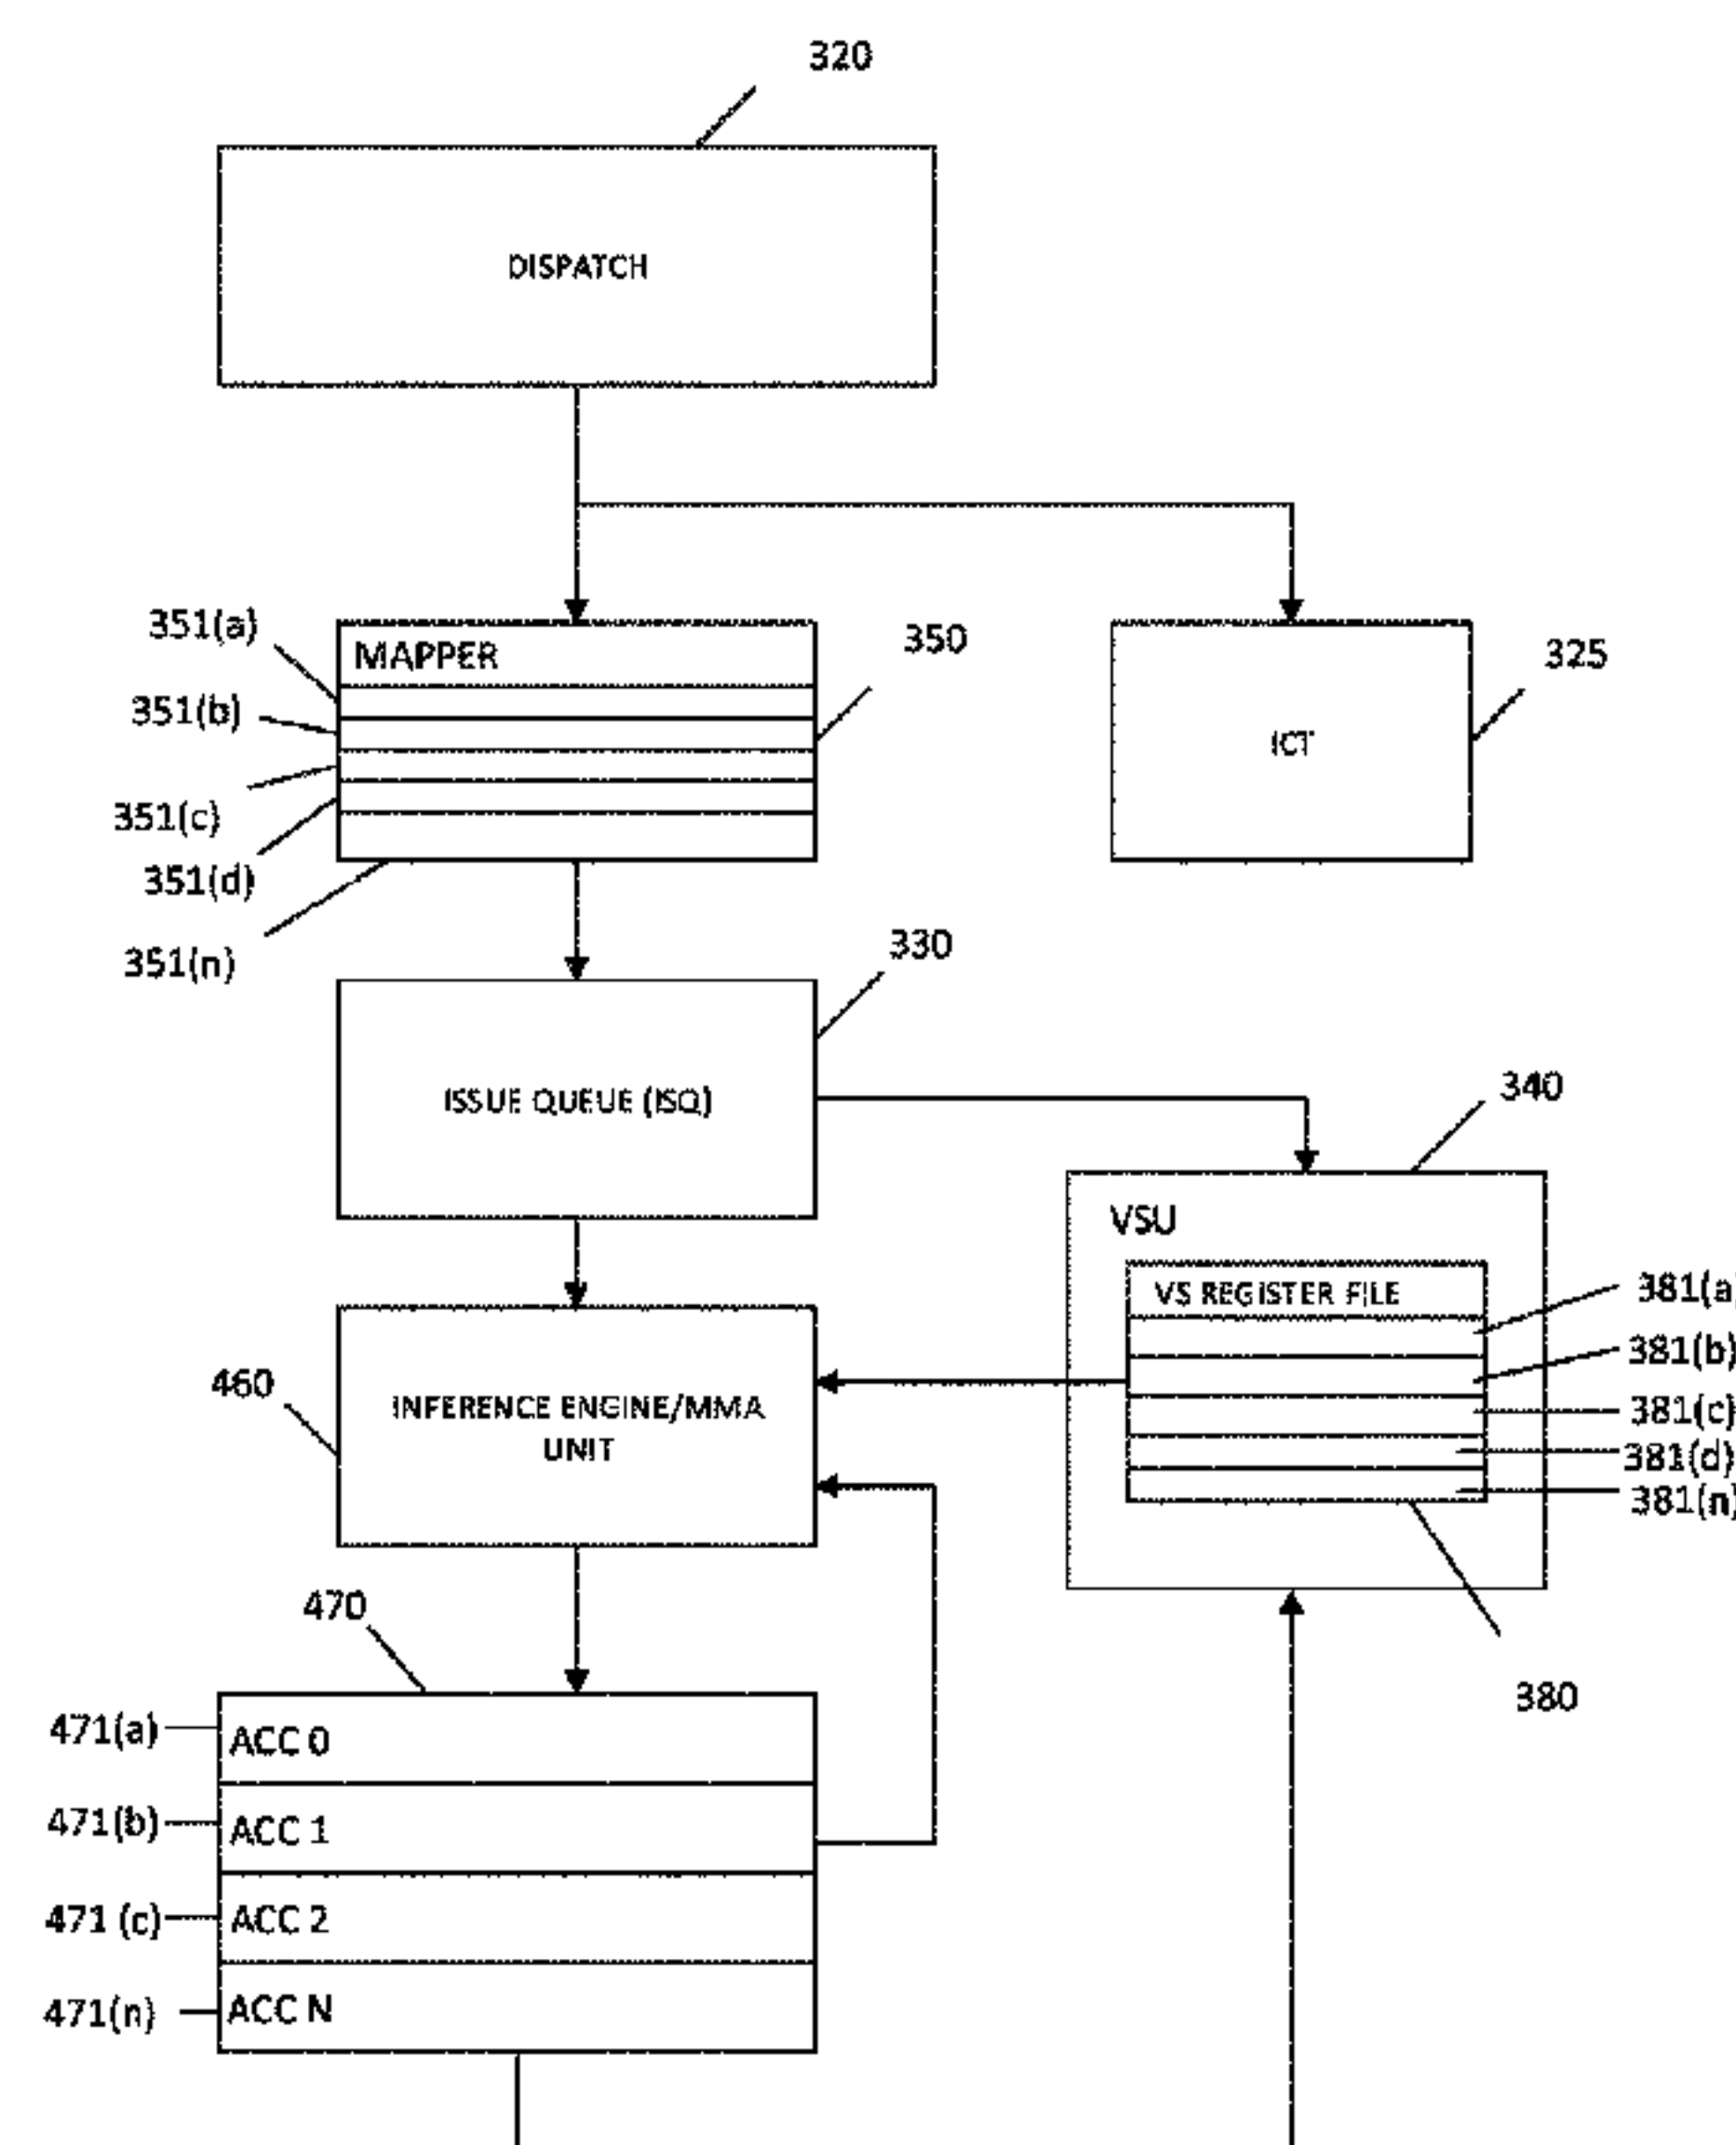 320
DISPATCH
351(a)
MAPPER
350
325
351(b)
ICT
351(c)
351(d)
351(n)
330
ISSUE QUEUE (ISQ)
340
VSU
VS REGISTER FILE
381(a)
381(b)
460
INFERENCE ENGINE/MMA
UNIT
381(c)
381(d)
381(n)
470
380
471(a)
ACC 0
471(b)
ACC 1
471 (c)
ACC 2
471(n)
ACC N